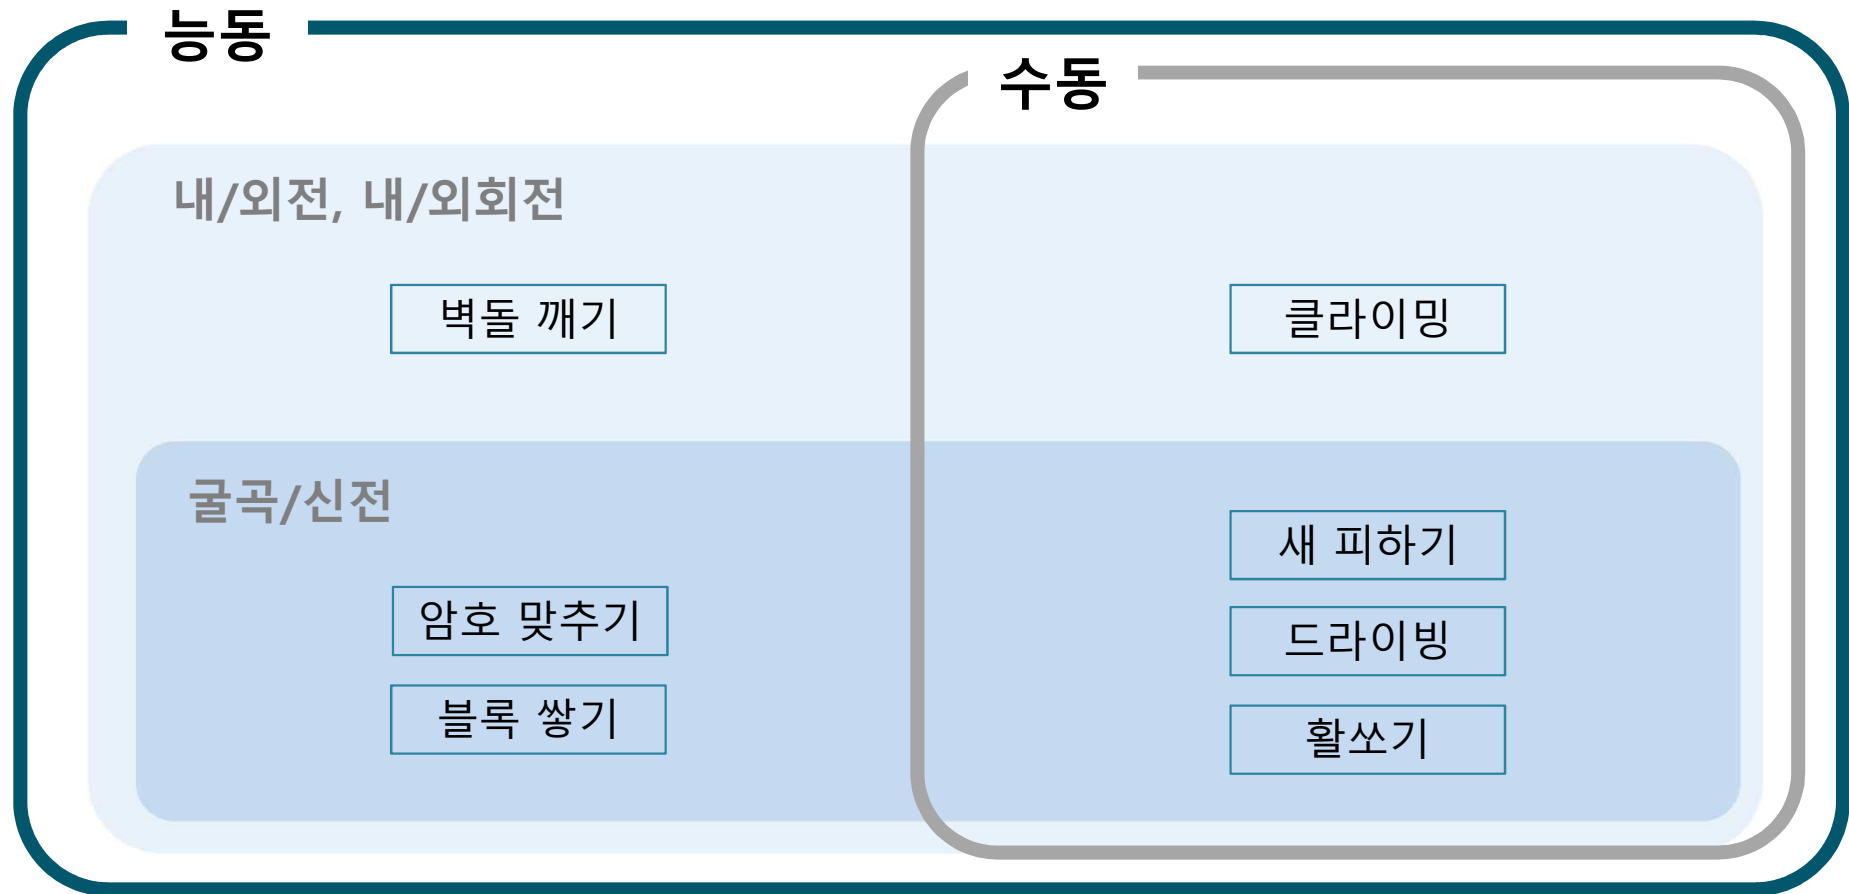 능동
수동
내/외전, 내/외회전
벽돌 깨기
클라이밍
굴곡/신전
새 피하기
암호 맞추기
드라이빙
블록 쌓기
활쏘기